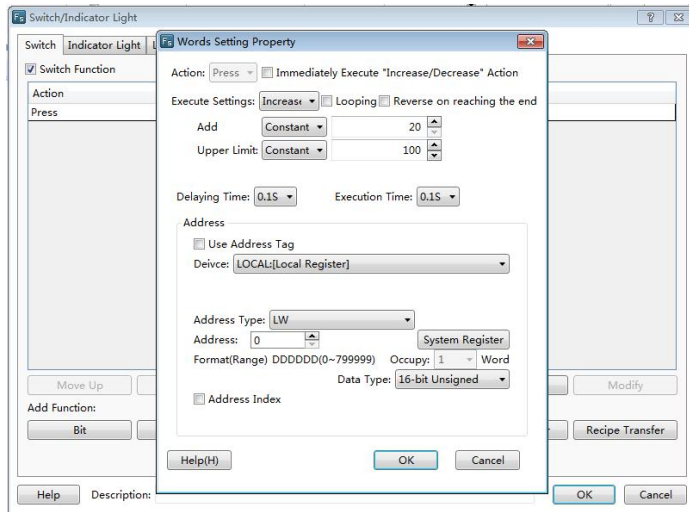 Fs Switch/Indicator Light
Fs Words Setting Property
Switch Indicator Light L
Switch Function
Action
Press
Action: Press Immediately Execute "Increase/Decrease" Action
Execute Settings: Increase Looping Reverse on reaching the end
Add Constant 20
Upper Limit: Constant 100
Delaying Time: 0.1S Execution Time: 0.1S
Address
Use Address Tag
Deivce: LOCAL:[Local Register]
Address Type: LW
Address: 0 System Register
Format(Range) DDDDDD(0~799999) Occupy: 1 Word
Data Type: 16-bit Unsigned
Address Index
Move Up Modify
Add Function:
Bit Recipe Transfer
Help(H) OK Cancel
Help Description: OK Cancel